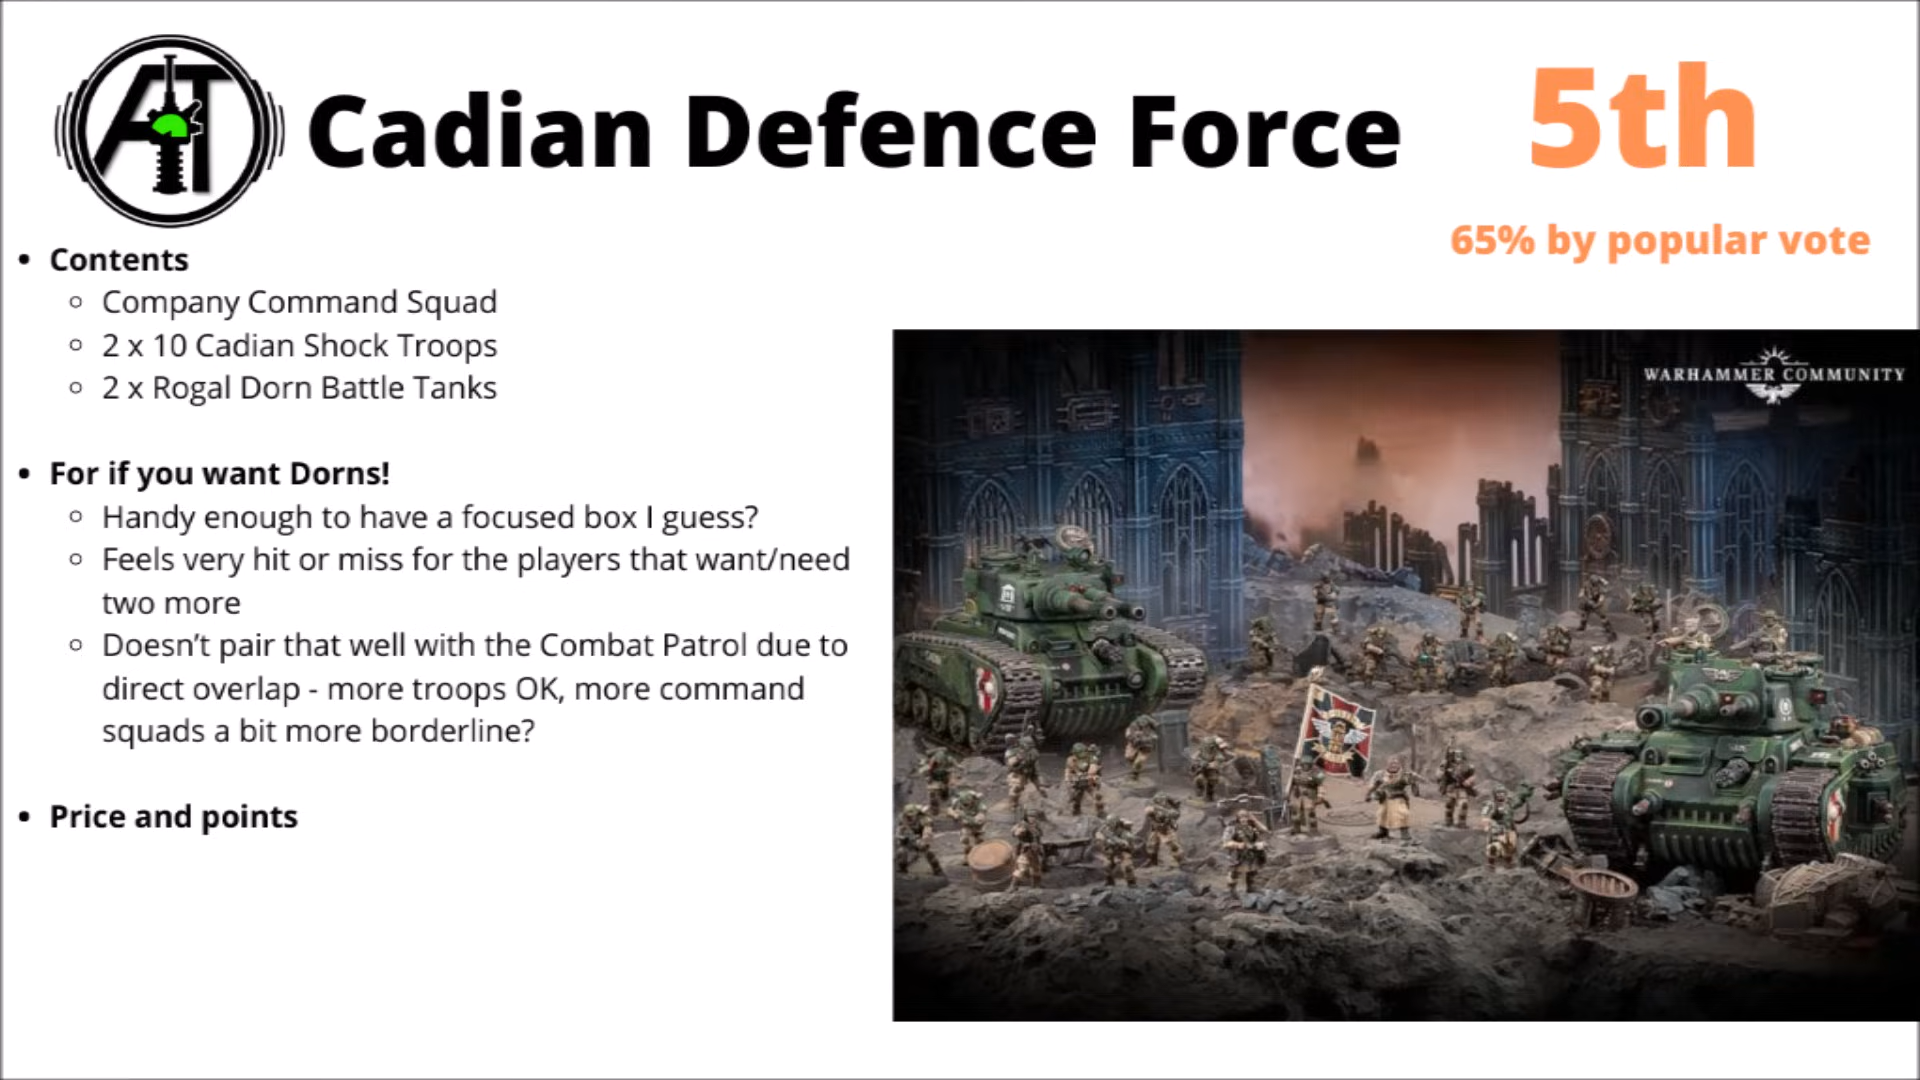 AT
Cadian Defence Force
5th
65% by popular vote
• Contents
◦ Company Command Squad
◦ 2 x 10 Cadian Shock Troops
◦ 2 x Rogal Dorn Battle Tanks
• For if you want Dorns!
◦ Handy enough to have a focused box I guess?
◦ Feels very hit or miss for the players that want/need
two more
◦ Doesn’t pair that well with the Combat Patrol due to
direct overlap - more troops OK, more command
squads a bit more borderline?
• Price and points
WARHAMMER COMMUNITY